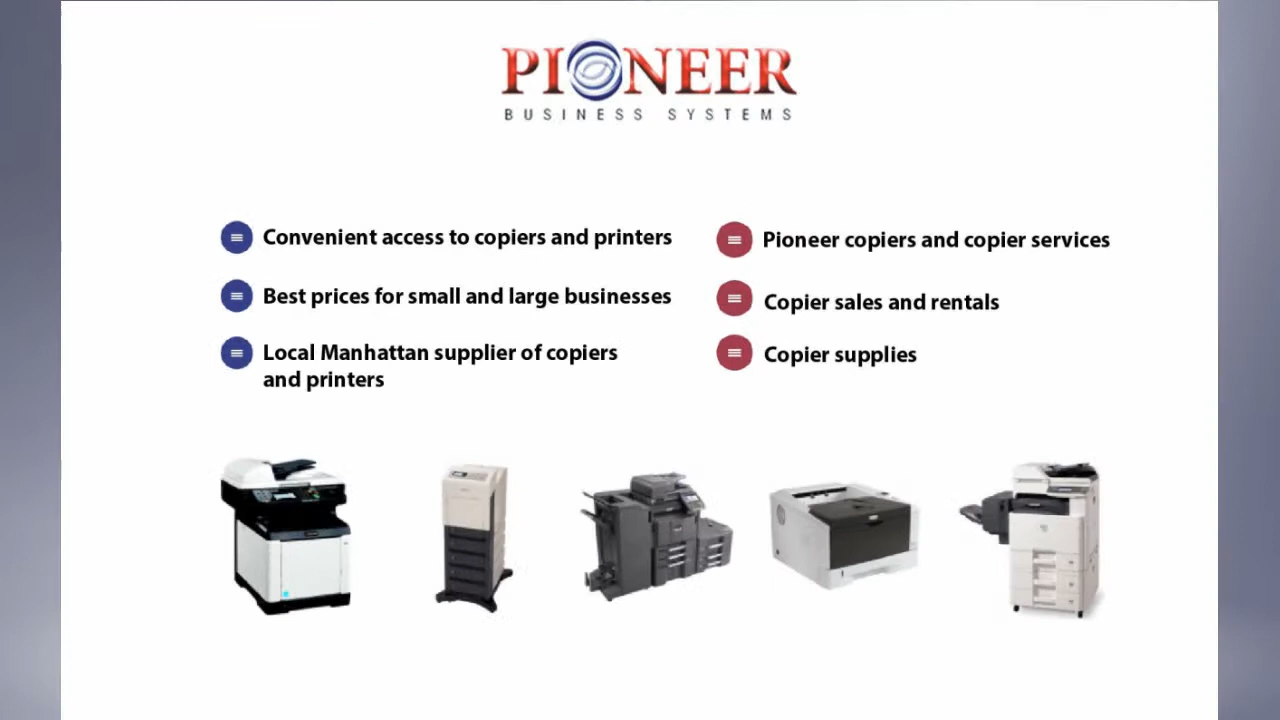 PIONEER
BUSINESS SYSTEMS
Convenient access to copiers and printers
Best prices for small and large businesses
Local Manhattan supplier of copiers
and printers
Pioneer copiers and copier services
Copier sales and rentals
Copier supplies